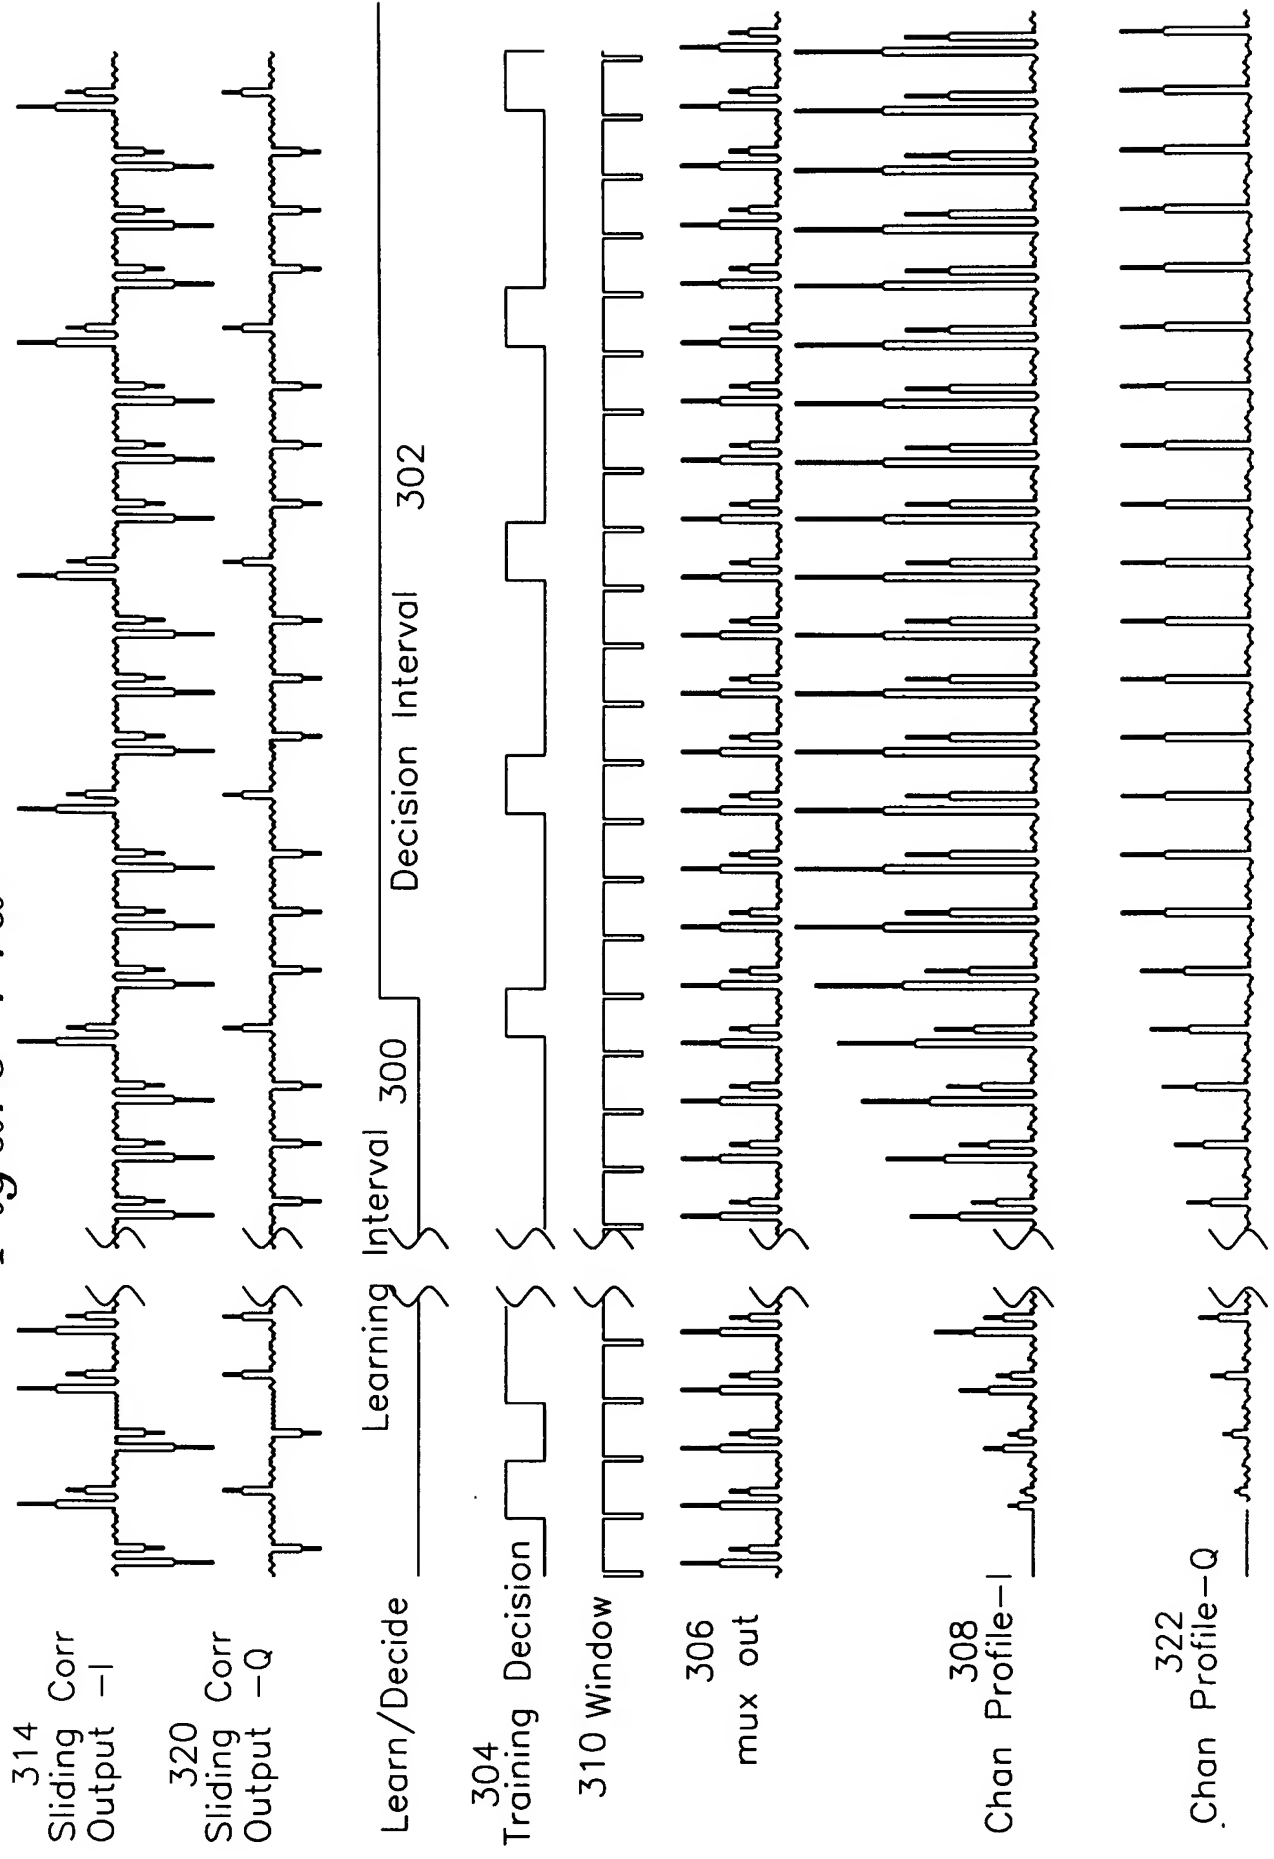 314
Sliding Corr
Output -I
320
Sliding Corr
Output -Q
Learn/Decide
Learning Interval
300
Decision Interval 302
304
Training Decision
310 Window
306
mux out
308
Chan Profile-I
322
Chan Profile-Q